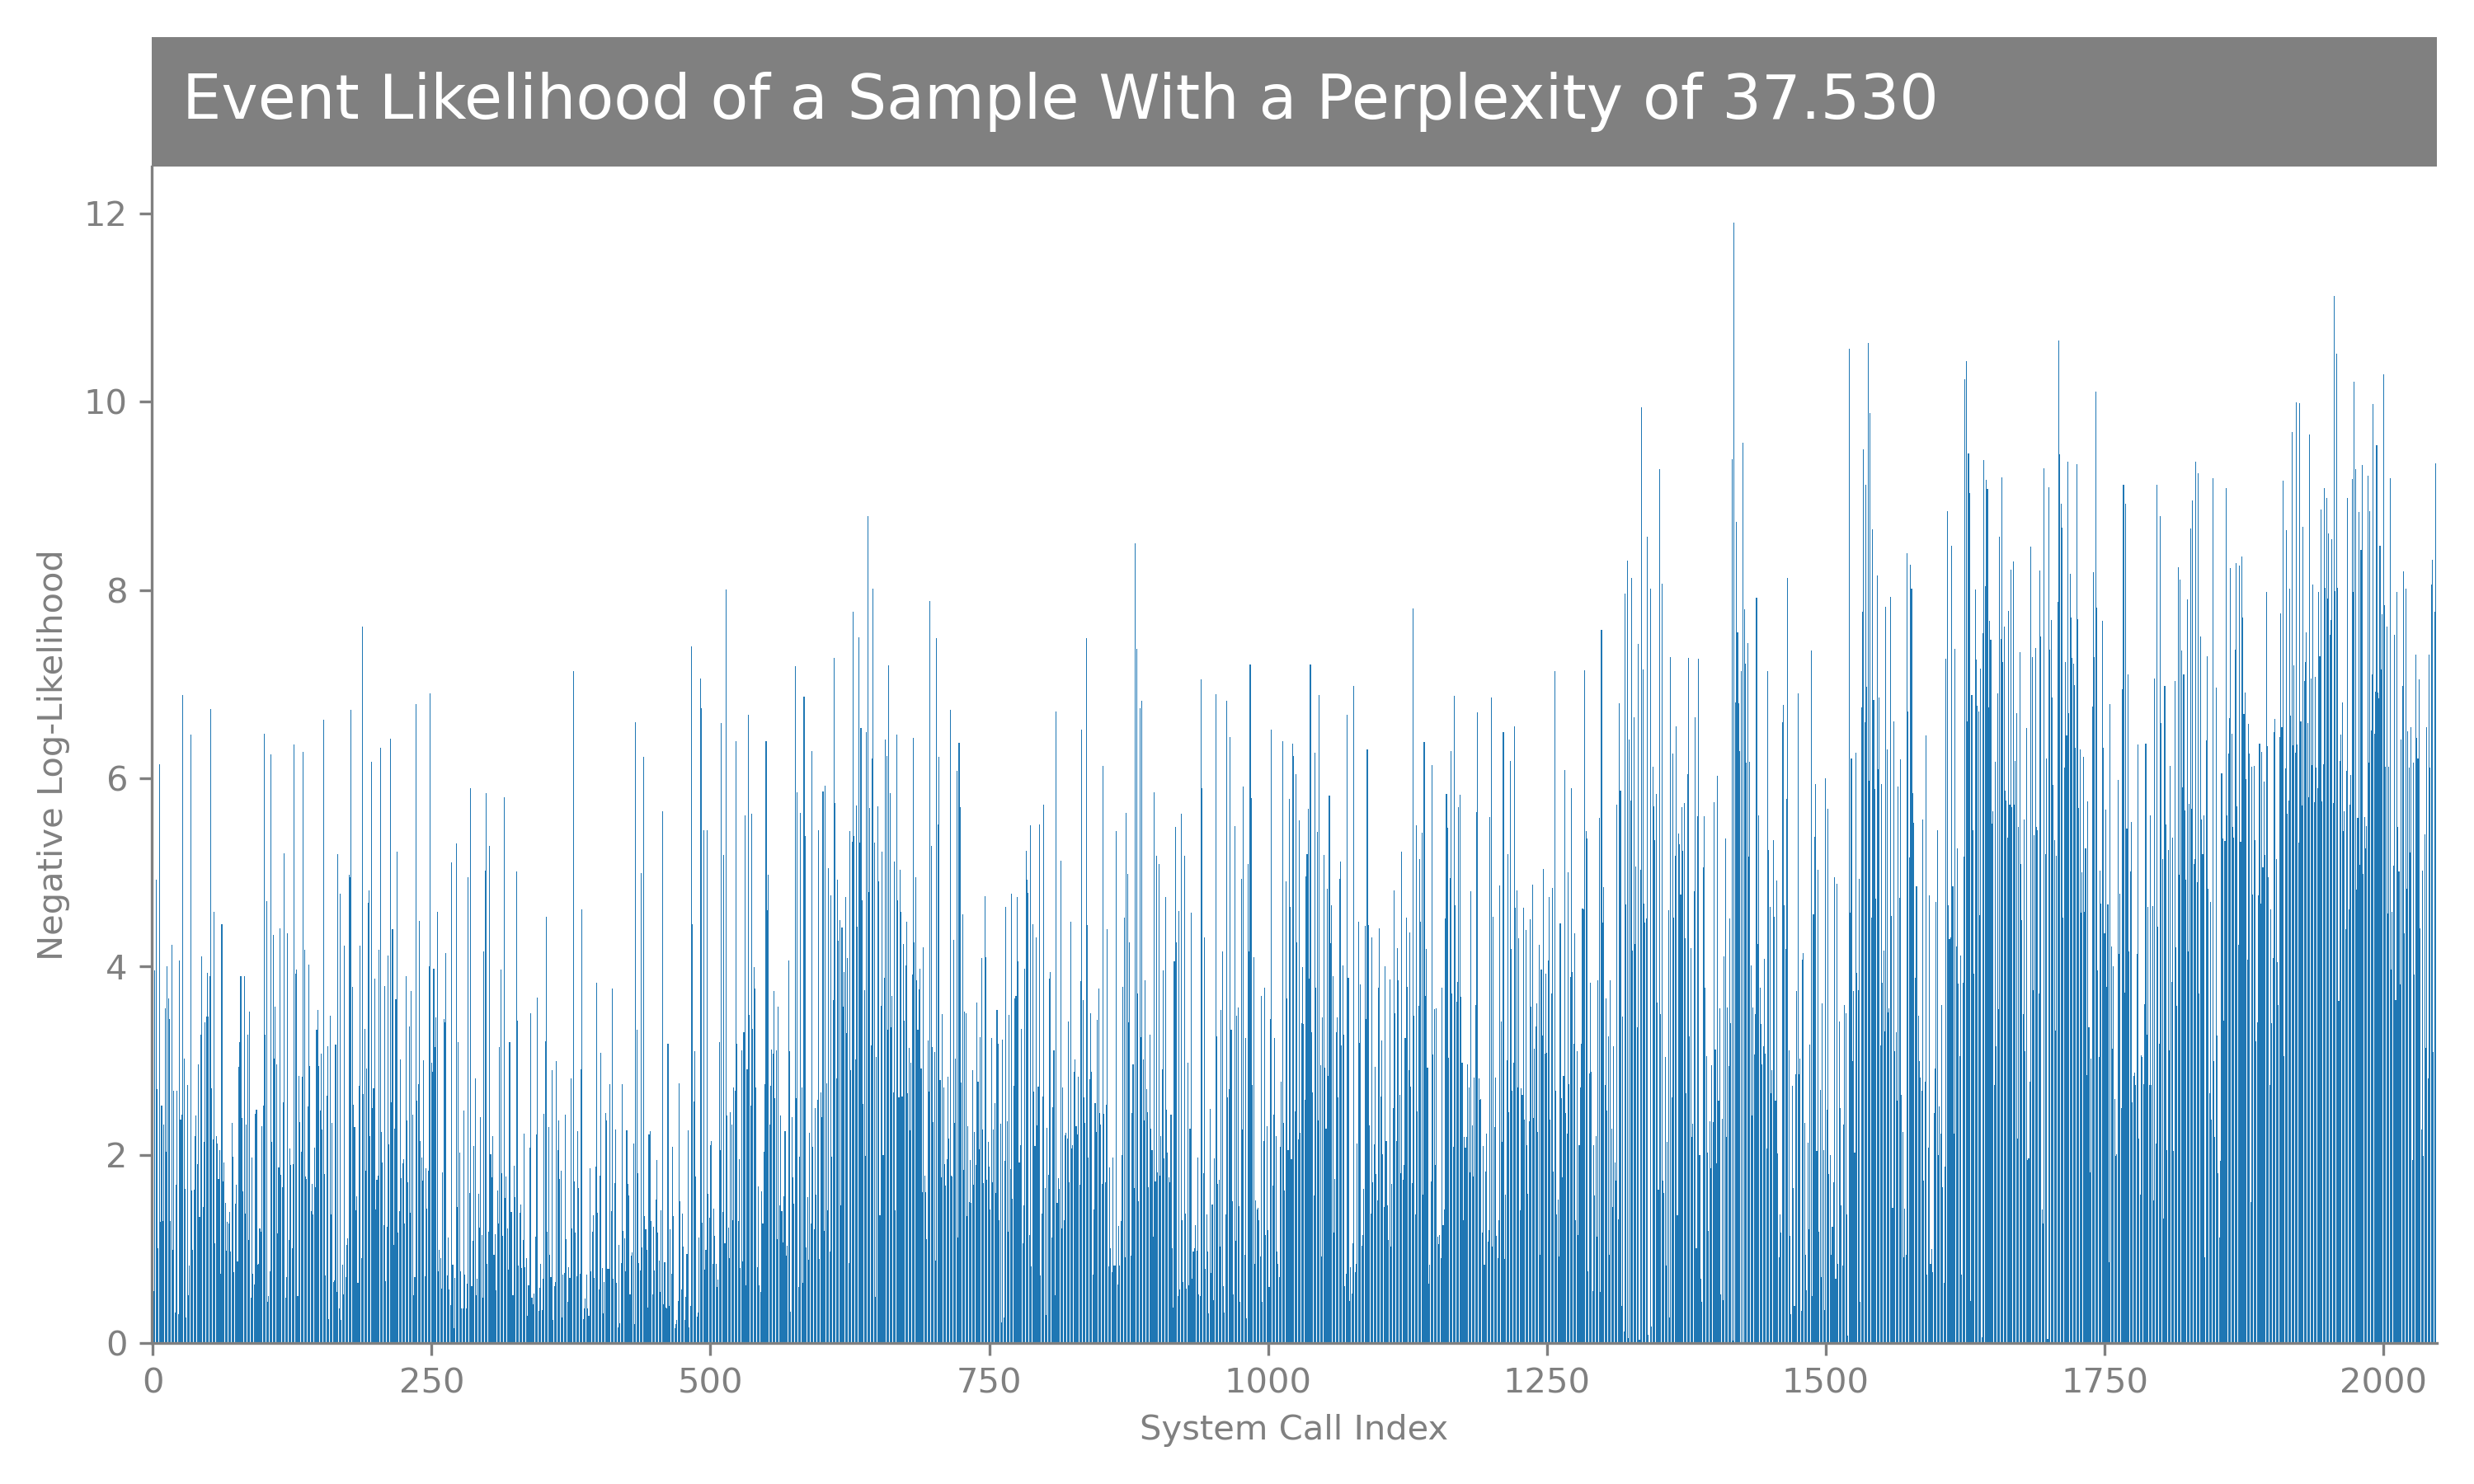 Event Likelihood of a Sample With a Perplexity of 37.530
12
10
8
6
4
2
0
Negative Log-Likelihood
0 250 500 750 1000 1250 1500 1750 2000
System Call Index